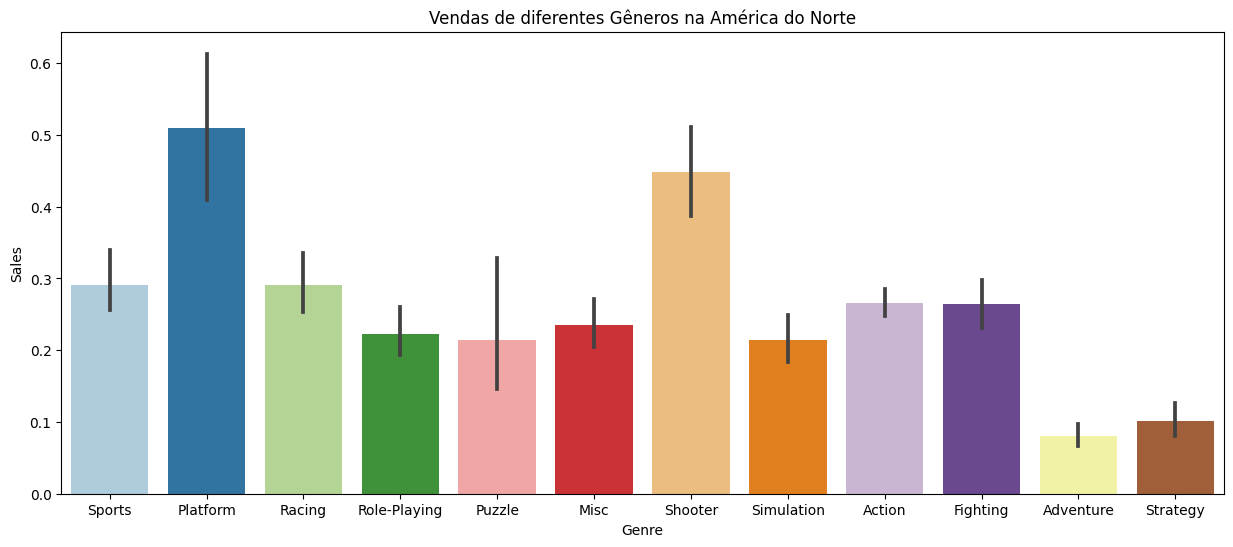 Vendas de diferentes Gêneros na América do Norte
0.6
0.5
0.4
0.3
0.2
0.1
0.0
Sales
Sports Platform Racing Role-Playing Puzzle Misc Shooter Simulation Action Fighting Adventure Strategy
Genre